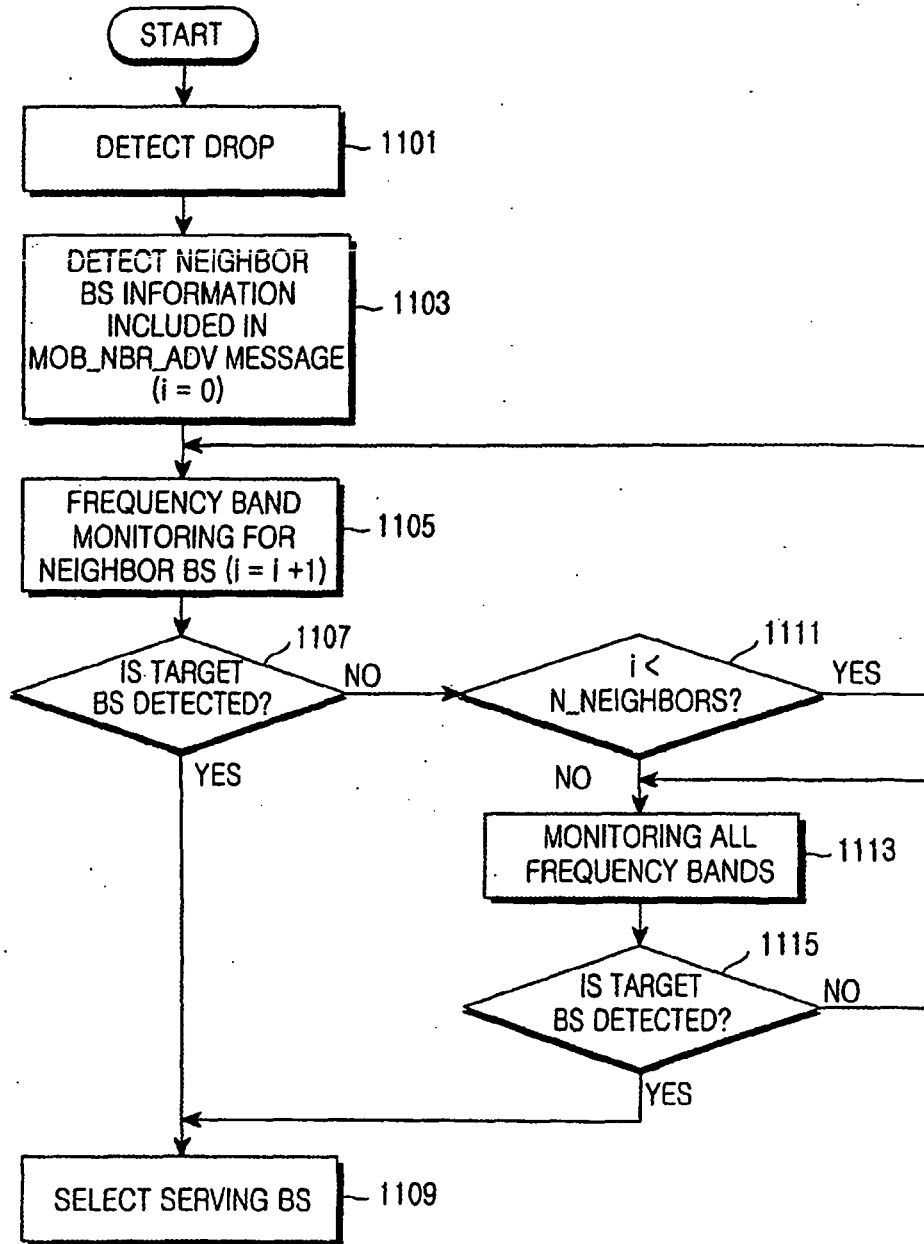 START
DETECT DROP
1101
DETECT NEIGHBOR
BS INFORMATION
INCLUDED IN
MOB_NBR_ADV MESSAGE
(i = 0)
1103
FREQUENCY BAND
MONITORING FOR
NEIGHBOR BS (i = i +1)
1105
1107
IS TARGET
BS DETECTED?
NO
YES
1111
i <
N_NEIGHBORS?
YES
NO
MONITORING ALL
FREQUENCY BANDS
1113
1115
IS TARGET
BS DETECTED?
NO
YES
SELECT SERVING BS
1109